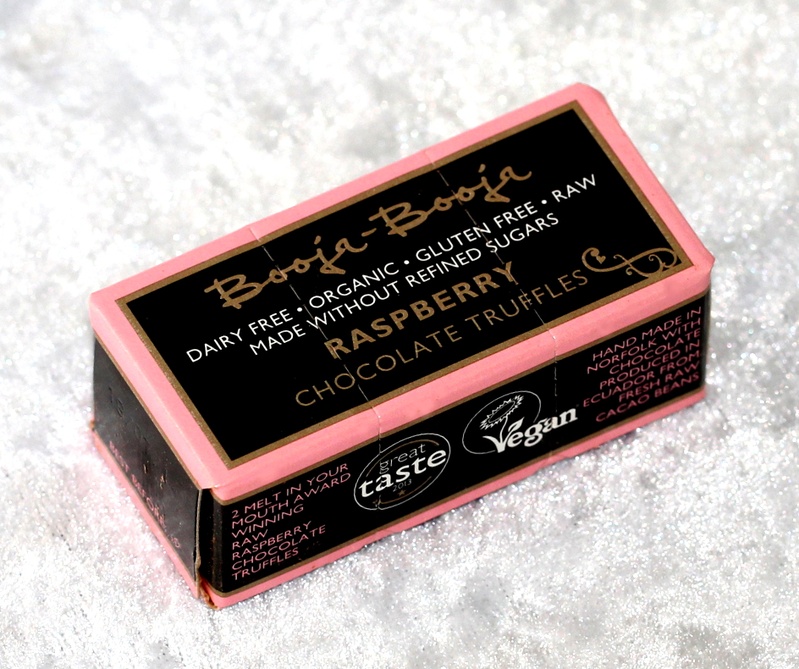 Booja-Booja
DAIRY FREE • ORGANIC • GLUTEN FREE • RAW
MADE WITHOUT REFINED SUGARS
RASPBERRY
CHOCOLATE TRUFFLES
2 MELT IN YOUR
MOUTH AWARD
WINNING
RAW
RASPBERRY
CHOCOLATE
TRUFFLES
great
taste
2013
Vegan
HAND MADE IN
NORFOLK WITH
CHOCOLATE
PRODUCED IN
ECUADOR FROM
FRESH RAW
CACAO BEANS
BEST BEFORE